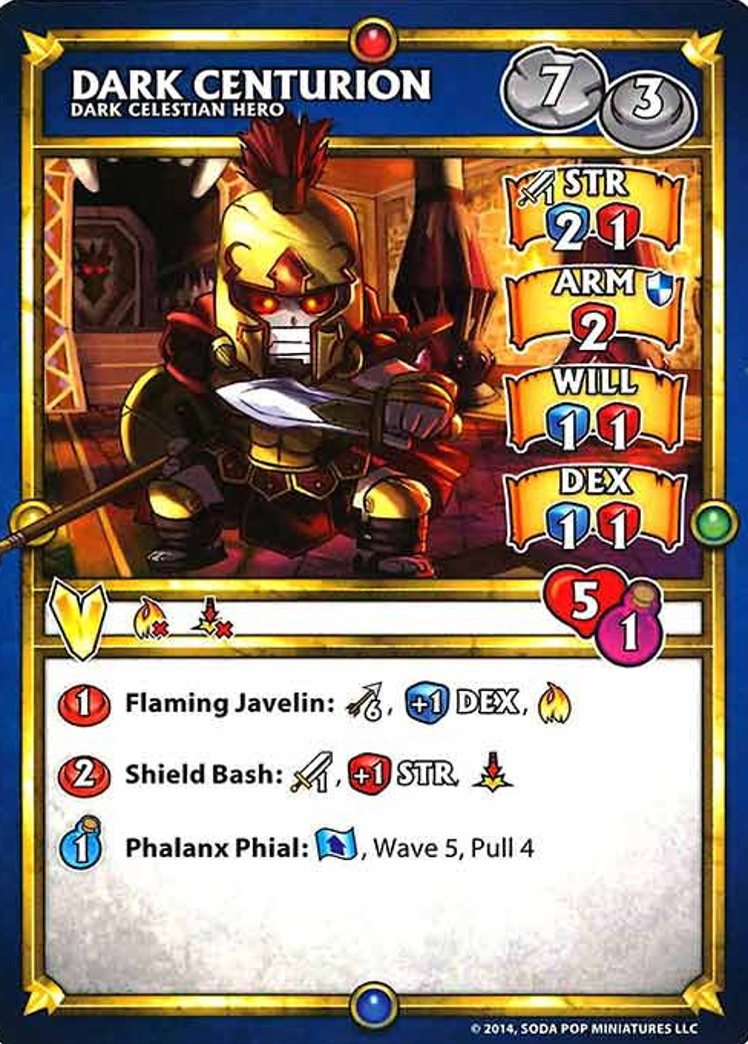 DARK CENTURION
DARK CELESTIAN HERO
7 3
STR
2 1
ARM
2
WILL
1 1
DEX
1 1
5
1
1 Flaming Javelin: 6, +1 DEX,
2 Shield Bash: 1, +1 STR,
1 Phalanx Phial: , Wave 5, Pull 4
© 2014, SODA POP MINIATURES LLC